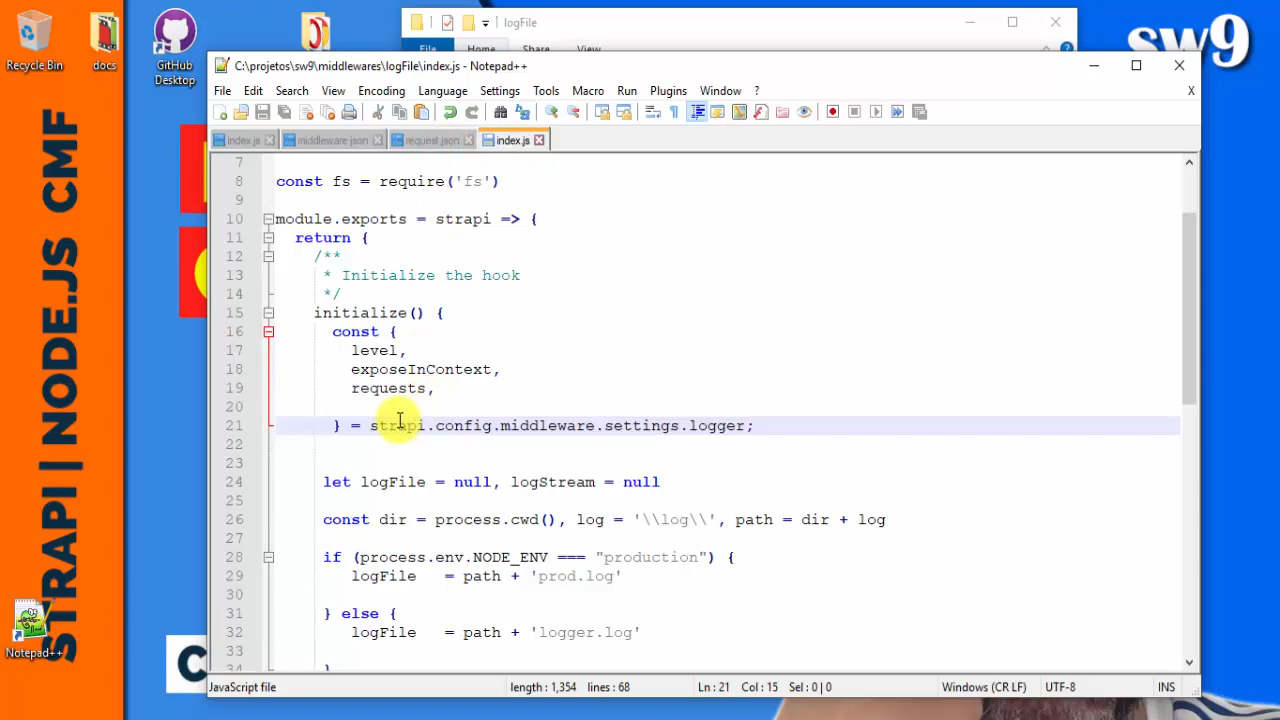 logFile
File Home Share View
C:\projetos\sw9\middlewares\logFile\index.js - Notepad++
File Edit Search View Encoding Language Settings Tools Macro Run Plugins Window ? X
index.js middleware.json request.json index.js
7
8 const fs = require('fs')
9
10 module.exports = strapi => {
11 return {
12 /**
13 * Initialize the hook
14 */
15 initialize() {
16 const {
17 level,
18 exposeInContext,
19 requests,
20
21 } = strapi.config.middleware.settings.logger;
22
23
24 let logFile = null, logStream = null
25
26 const dir = process.cwd(), log = '\\log\\', path = dir + log
27
28 if (process.env.NODE_ENV === "production") {
29 logFile = path + 'prod.log'
30
31 } else {
32 logFile = path + 'logger.log'
33
34 }
JavaScript file length : 1,354 lines : 68 Ln : 21 Col : 15 Sel : 0 | 0 Windows (CR LF) UTF-8 INS
Recycle Bin
docs
GitHub Desktop
Notepad++
STRAPI | NODE.JS CMF
sw9
C